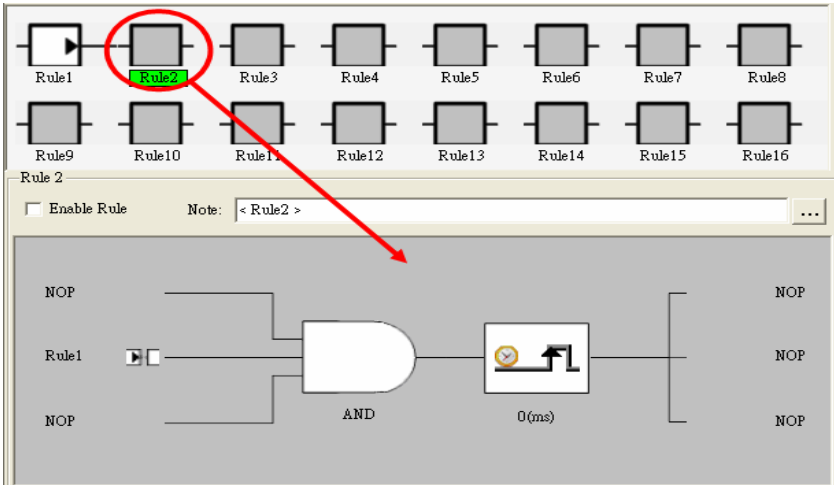 Rule1 Rule2 Rule3 Rule4 Rule5 Rule6 Rule7 Rule8
Rule9 Rule10 Rule11 Rule12 Rule13 Rule14 Rule15 Rule16
Rule 2
Enable Rule Note: < Rule2 > ...
NOP NOP
Rule1 NOP
AND 0(ms)
NOP NOP